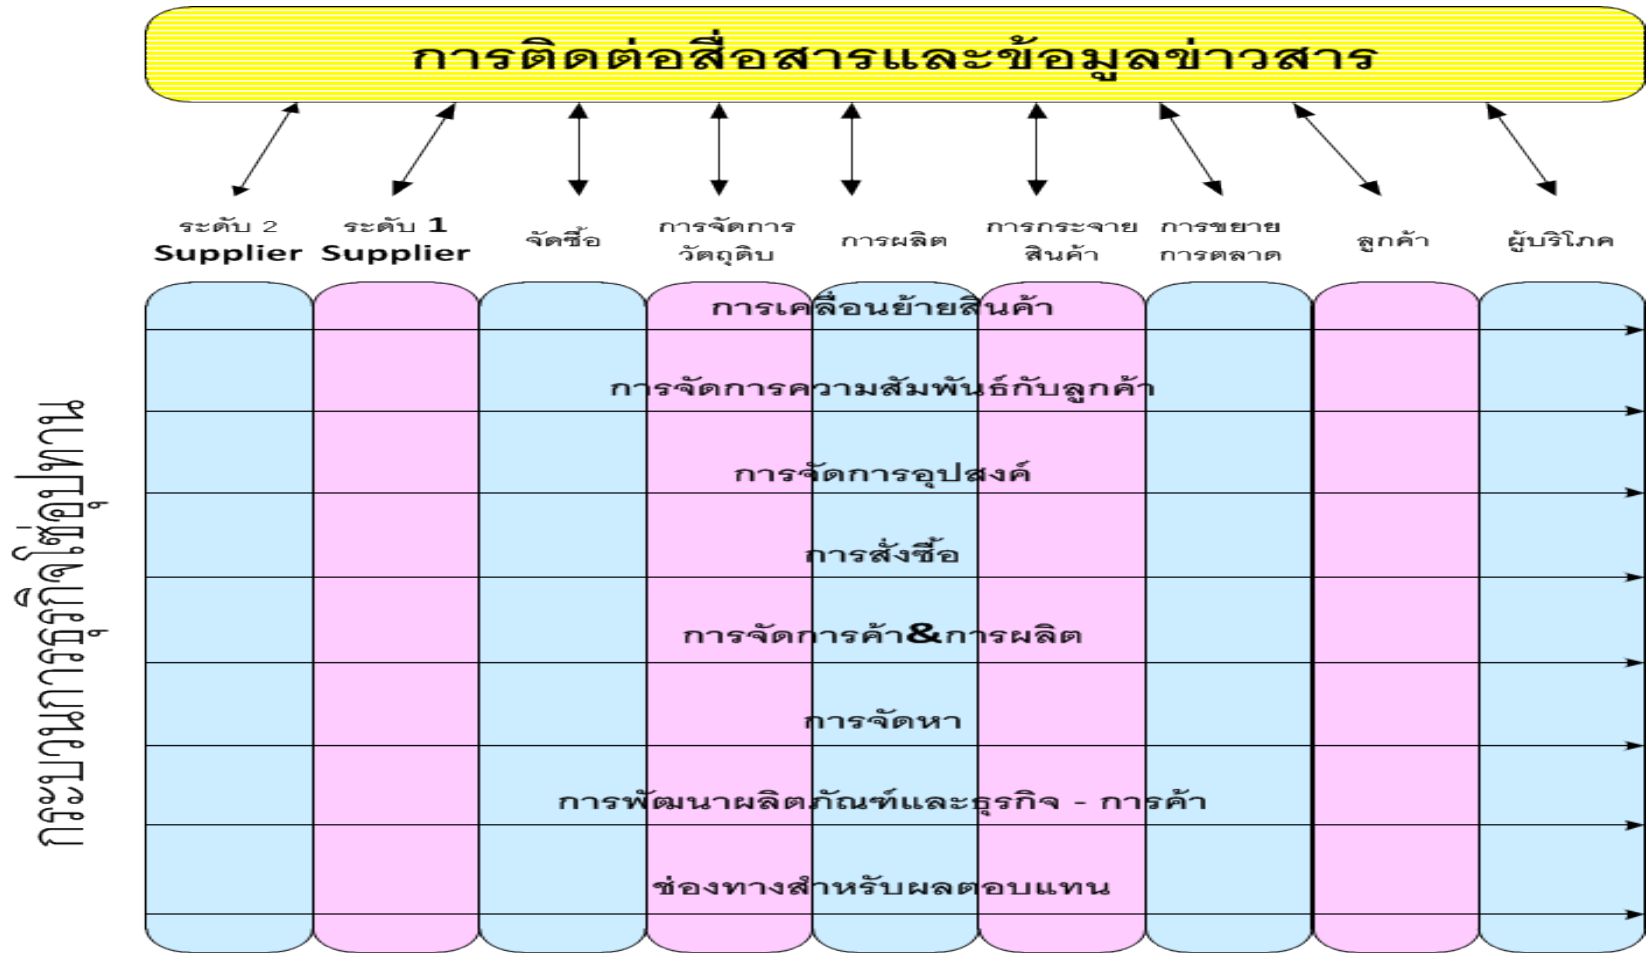 การติดต่อสื่อสารและข้อมูลข่าวสาร
ระดับ 2
Supplier
ระดับ 1
Supplier
จัดซื้อ
การจัดการ
วัตถุดิบ
การผลิต
การกระจาย
สินค้า
การขยาย
การตลาด
ลูกค้า
ผู้บริโภค
กระบวนการธุรกิจโซ่อุปทาน
การเคลื่อนย้ายสินค้า
การจัดการความสัมพันธ์กับลูกค้า
การจัดการอุปสงค์
การสั่งซื้อ
การจัดการค้า&การผลิต
การจัดหา
การพัฒนาผลิตภัณฑ์และธุรกิจ - การค้า
ช่องทางสำหรับผลตอบแทน